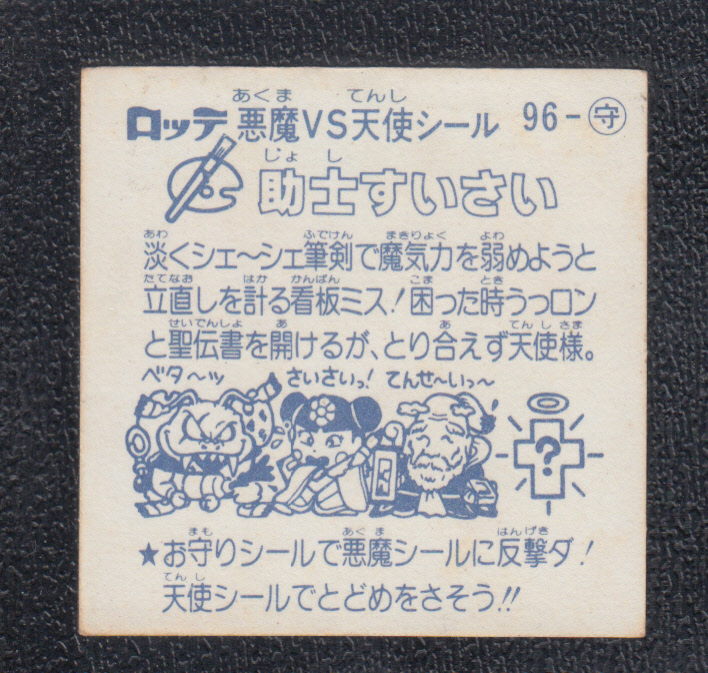 あくま てんし
ロッテ 悪魔VS天使シール 96-守
じょ し
助士すいさい
あわ ふでけん まきりょく よわ
淡くシェ〜シェ筆剣で魔気力を弱めようと
たてなお はか かんばん こま とき
立直しを計る看板ミス!困った時うっロン
せいでんしょ あ あ てんしさま
と聖伝書を開けるが、とり合えず天使様。
ベタ〜ッ さいさいっ! てんせ〜いっ〜
?
まも あくま はんげき
★お守りシールで悪魔シールに反撃ダ!
てんし
天使シールでとどめをさそう!!